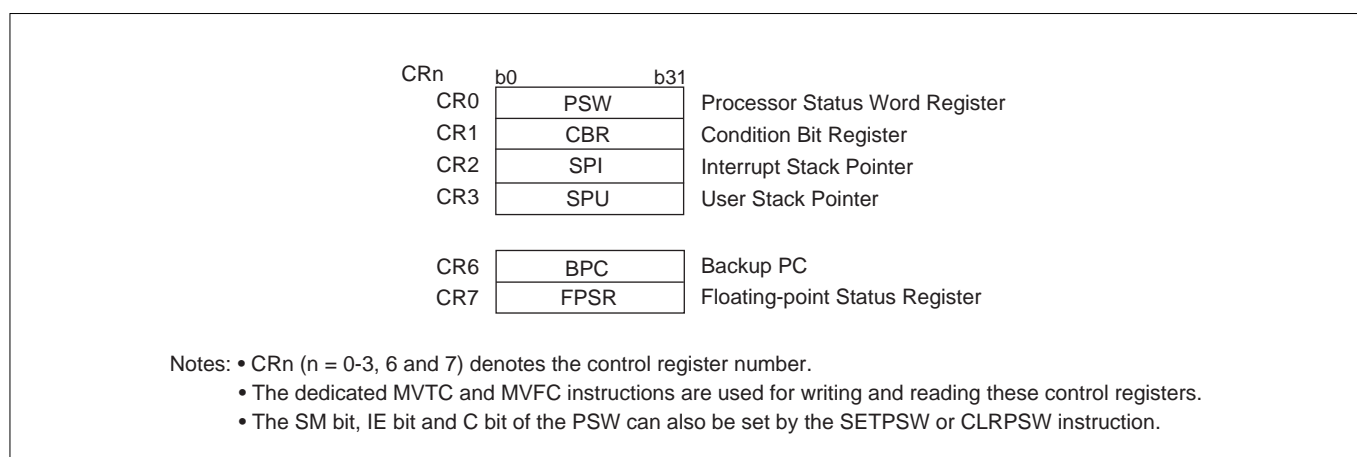 CRn b0 b31
CR0 PSW Processor Status Word Register
CR1 CBR Condition Bit Register
CR2 SPI Interrupt Stack Pointer
CR3 SPU User Stack Pointer
CR6 BPC Backup PC
CR7 FPSR Floating-point Status Register
Notes: • CRn (n = 0-3, 6 and 7) denotes the control register number.
• The dedicated MVTC and MVFC instructions are used for writing and reading these control registers.
• The SM bit, IE bit and C bit of the PSW can also be set by the SETPSW or CLRPSW instruction.